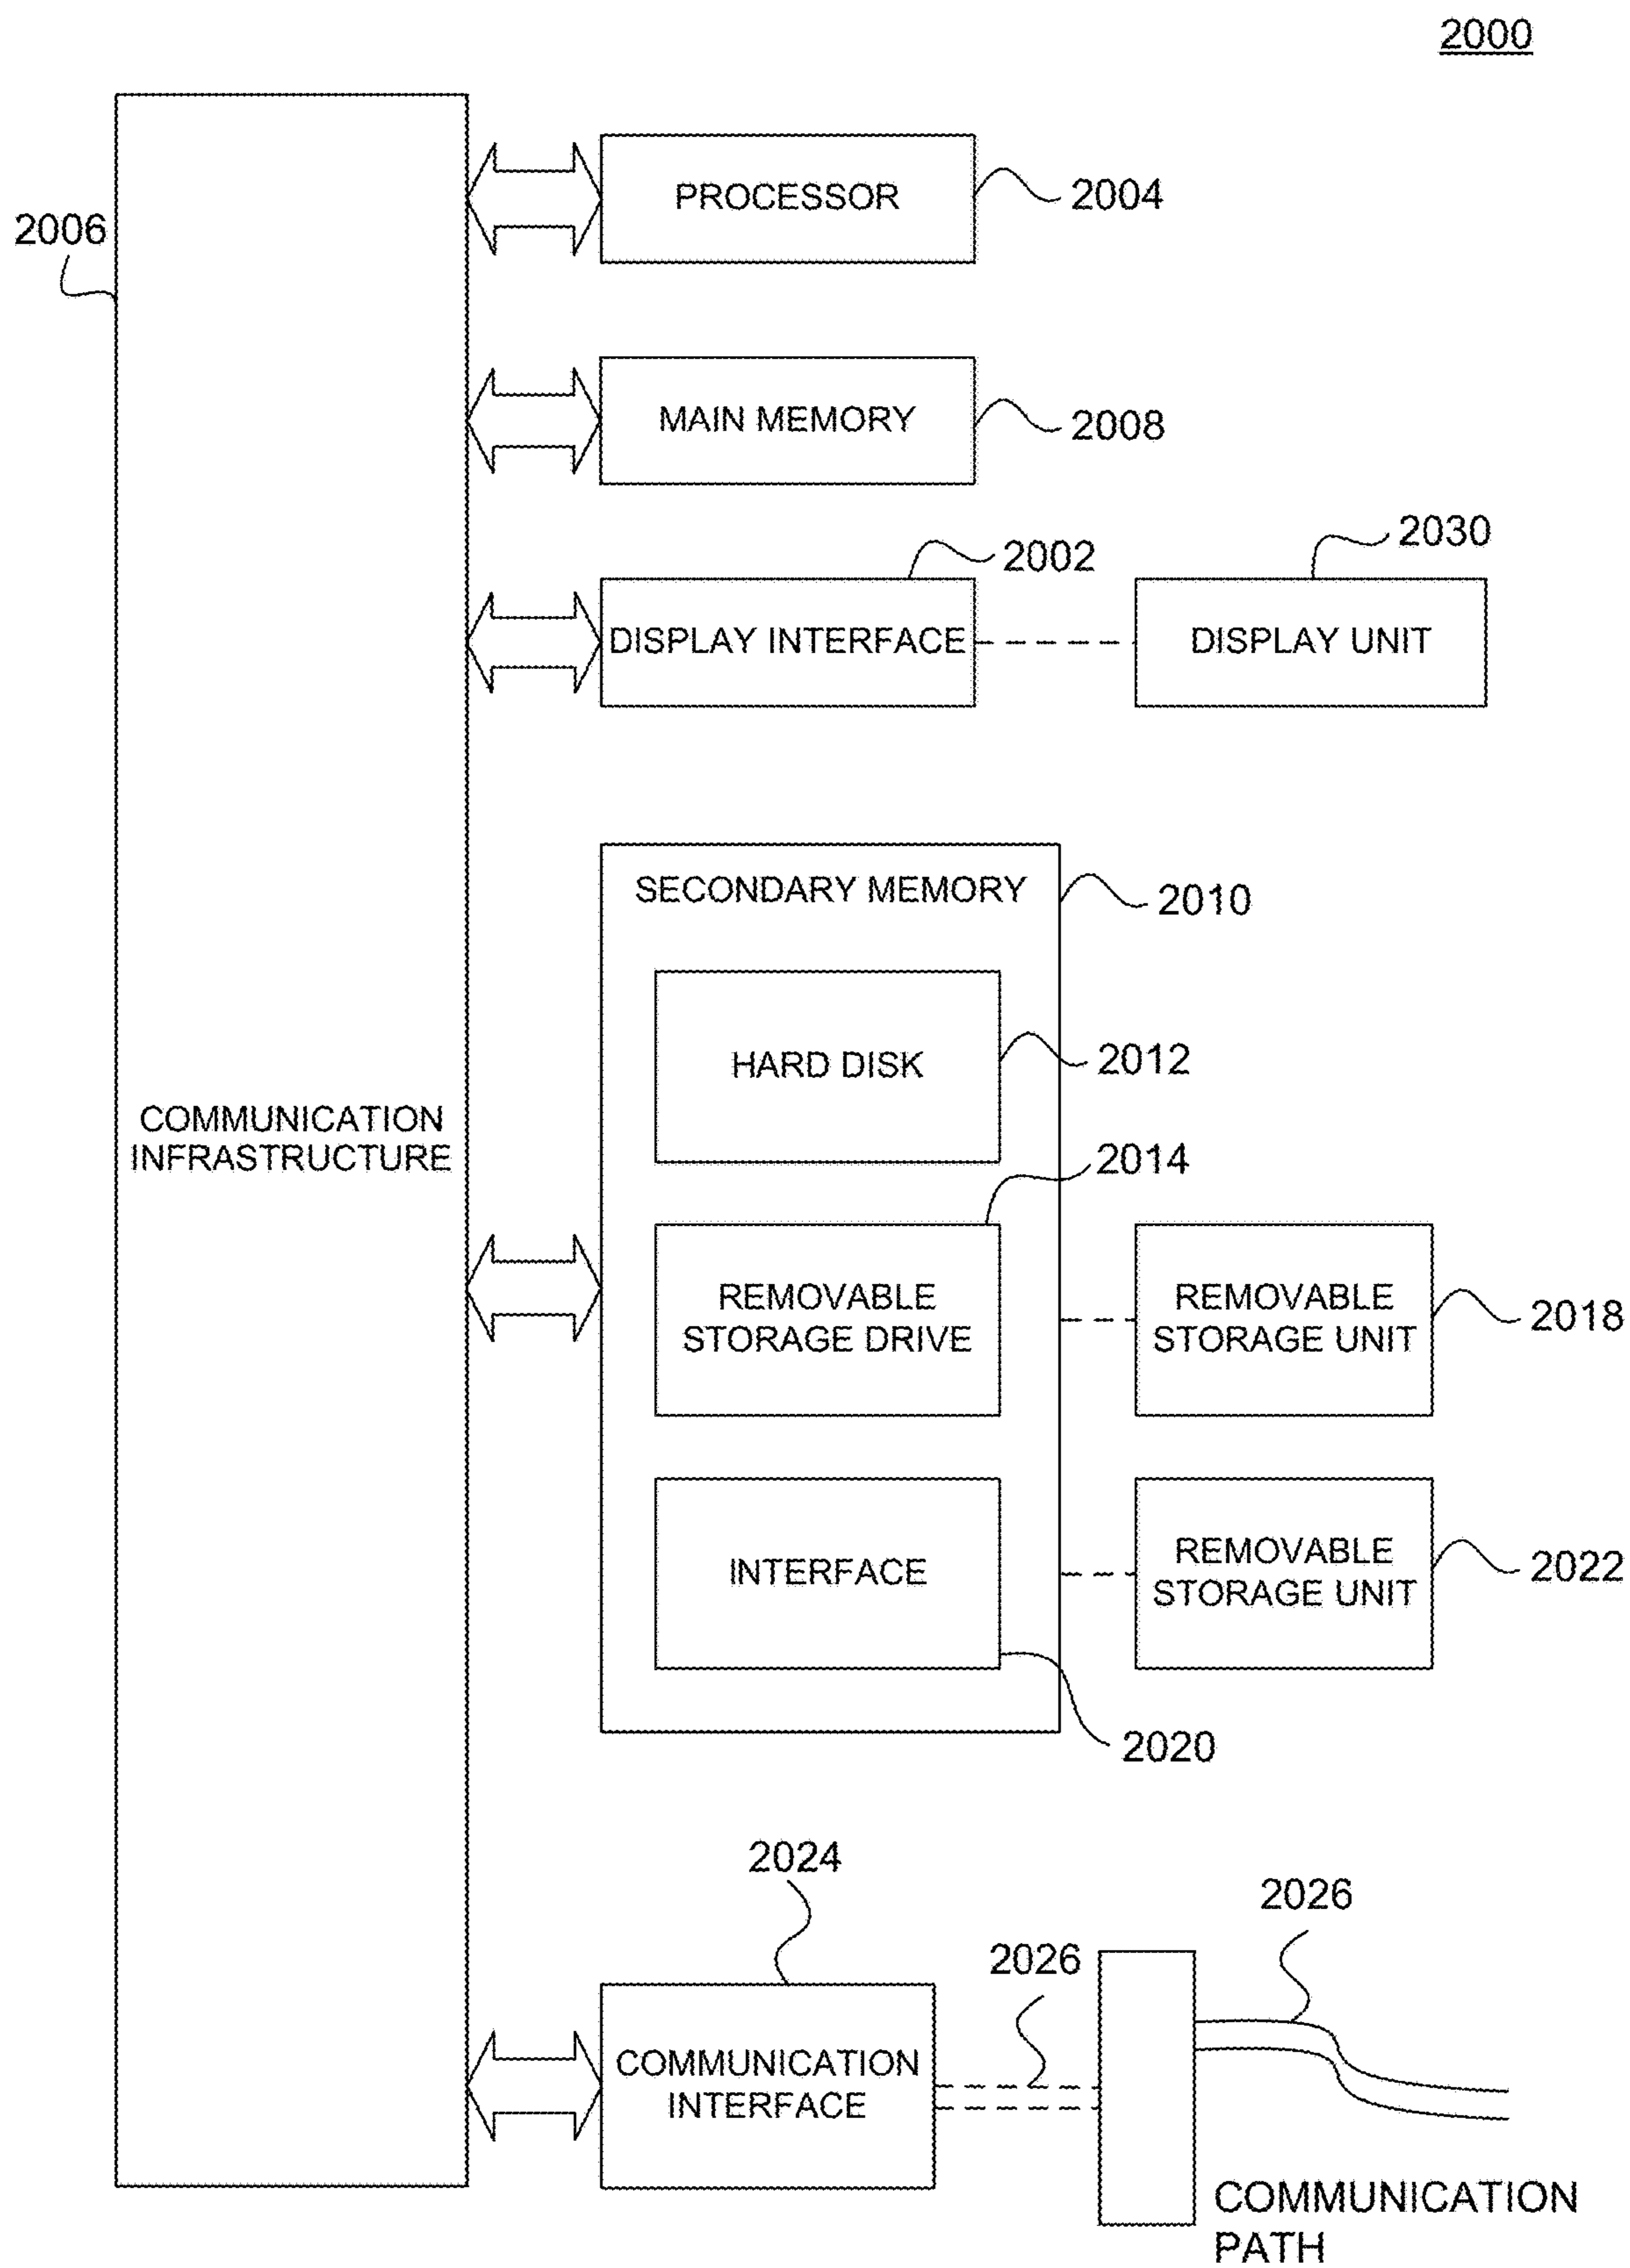 2000
PROCESSOR
2004
2006
MAIN MEMORY
2008
2002
2030
DISPLAY INTERFACE
DISPLAY UNIT
SECONDARY MEMORY
2010
HARD DISK
2012
COMMUNICATION
INFRASTRUCTURE
2014
REMOVABLE
STORAGE DRIVE
REMOVABLE
STORAGE UNIT
2018
INTERFACE
REMOVABLE
STORAGE UNIT
2022
2020
2024
2026
2026
COMMUNICATION
INTERFACE
COMMUNICATION
PATH